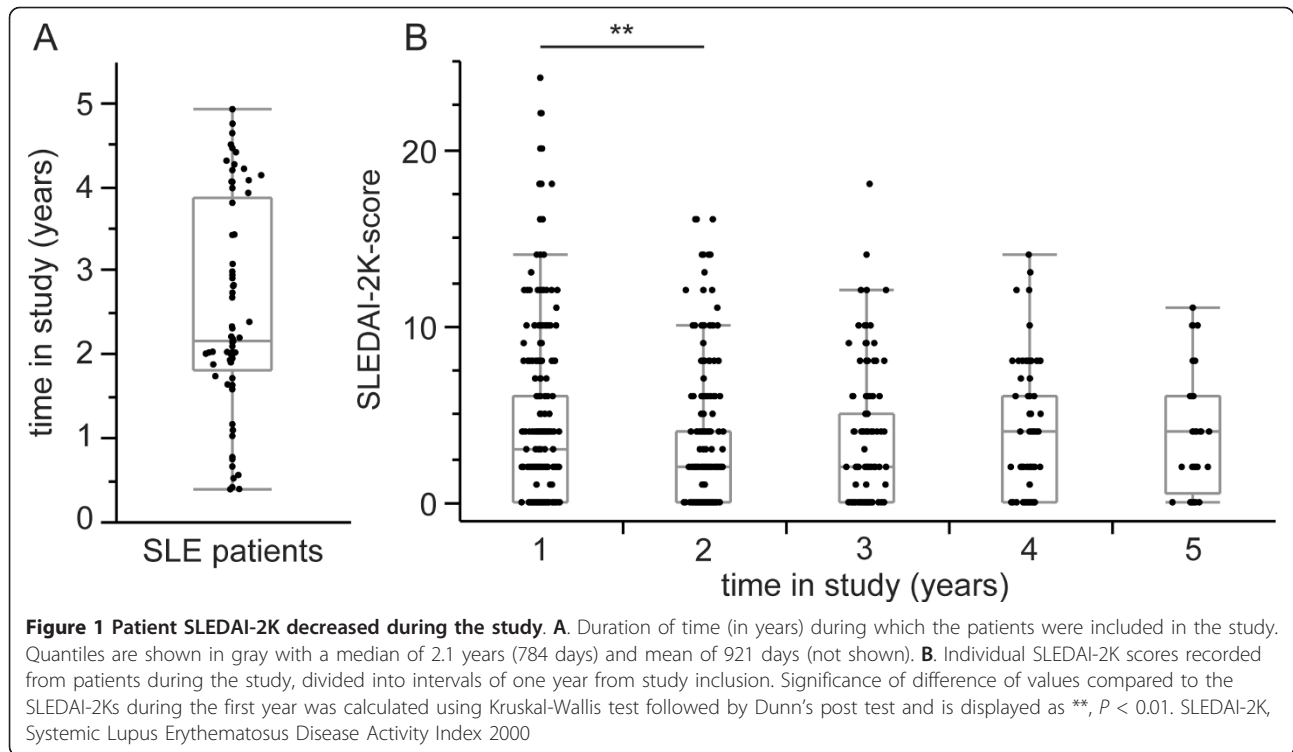 A
B
**
5
4
3
2
1
0
time in study (years)
SLE patients
20
10
0
SLEDAI-2K-score
1 2 3 4 5
time in study (years)
Figure 1 Patient SLEDAI-2K decreased during the study. A. Duration of time (in years) during which the patients were included in the study.
Quantiles are shown in gray with a median of 2.1 years (784 days) and mean of 921 days (not shown). B. Individual SLEDAI-2K scores recorded
from patients during the study, divided into intervals of one year from study inclusion. Significance of difference of values compared to the
SLEDAI-2Ks during the first year was calculated using Kruskal-Wallis test followed by Dunn's post test and is displayed as **, P < 0.01. SLEDAI-2K,
Systemic Lupus Erythematosus Disease Activity Index 2000